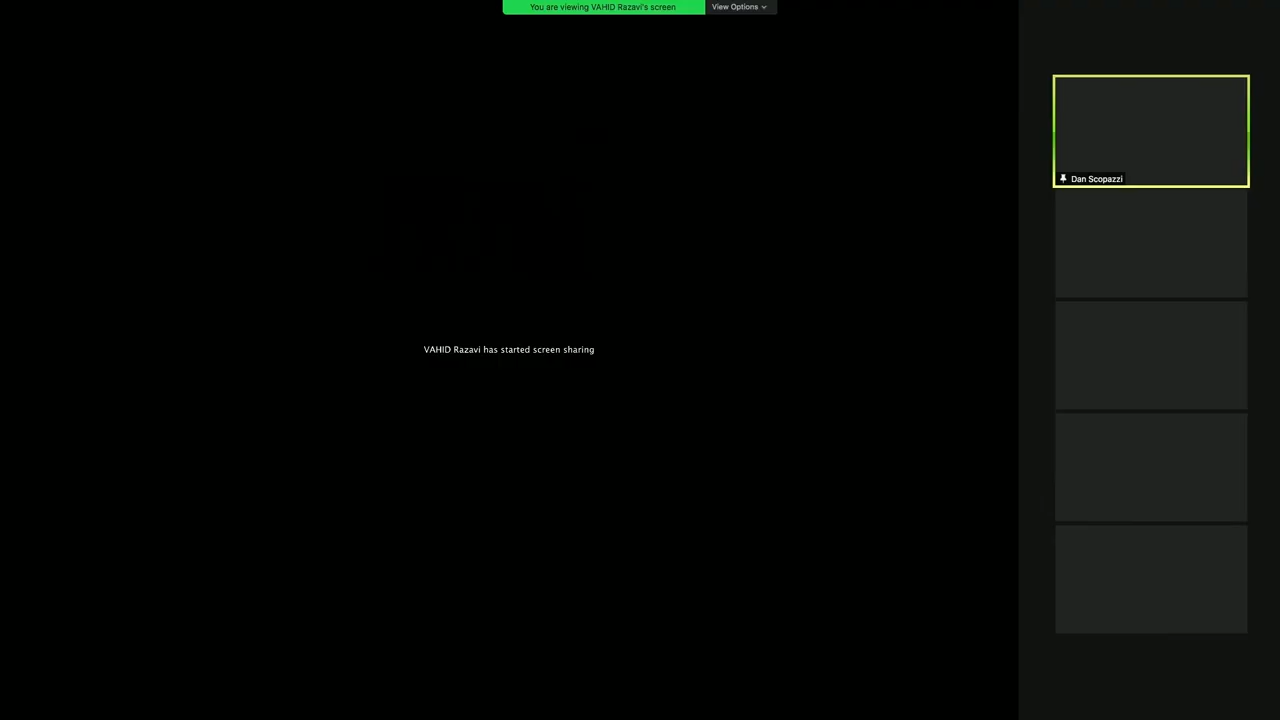 You are viewing VAHID Razavi's screen
View Options
Dan Scopazzi
VAHID Razavi has started screen sharing